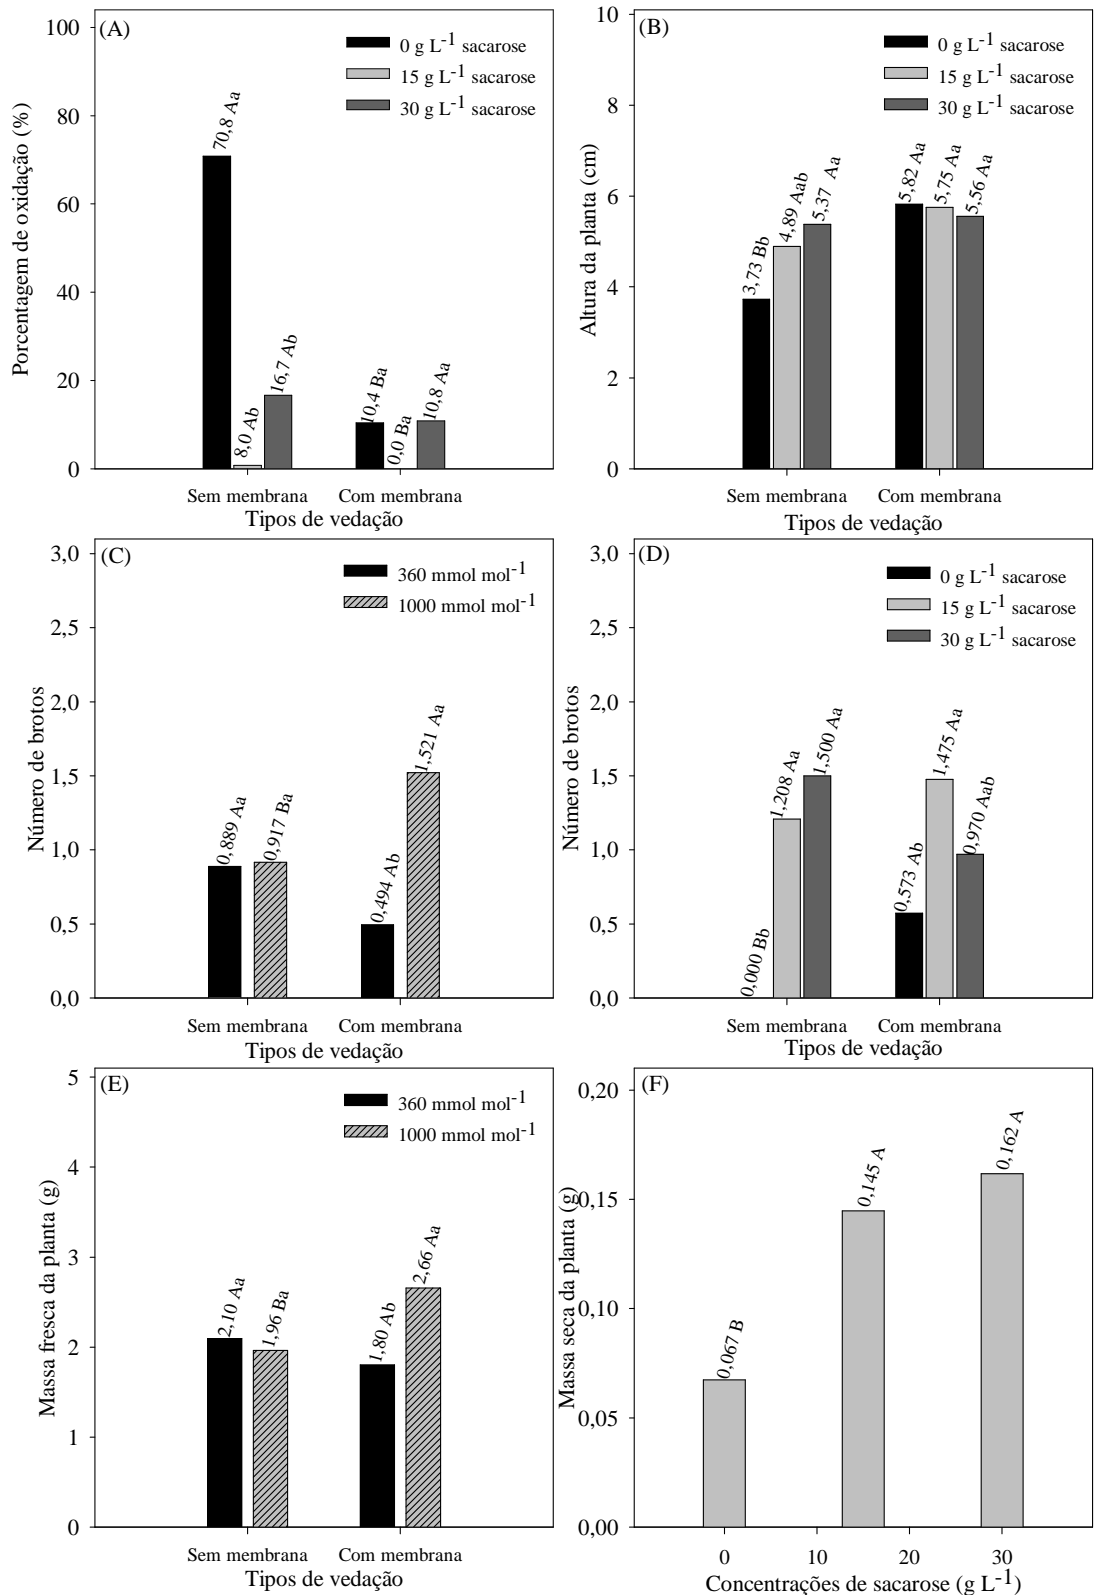 (A)
0 g L-1 sacarose
15 g L-1 sacarose
30 g L-1 sacarose
Porcentagem de oxidação (%)
100
80
60
40
20
0
70,8 Aa
8,0 Ab
16,7 Ab
10,4 Ba
0,0 Ba
10,8 Aa
Sem membrana
Com membrana
Tipos de vedação
(B)
0 g L-1 sacarose
15 g L-1 sacarose
30 g L-1 sacarose
Altura da planta (cm)
10
8
6
4
2
0
3,73 Bb
4,89 Aab
5,37 Aa
5,82 Aa
5,75 Aa
5,56 Aa
Sem membrana
Com membrana
Tipos de vedação
(C)
360 mmol mol-1
1000 mmol mol-1
Número de brotos
3,0
2,5
2,0
1,5
1,0
0,5
0,0
0,889 Aa
0,917 Ba
0,494 Ab
1,521 Aa
Sem membrana
Com membrana
Tipos de vedação
(D)
0 g L-1 sacarose
15 g L-1 sacarose
30 g L-1 sacarose
Número de brotos
3,0
2,5
2,0
1,5
1,0
0,5
0,0
0,000 Bb
1,208 Aa
1,500 Aa
0,573 Ab
1,475 Aa
0,970 Aab
Sem membrana
Com membrana
Tipos de vedação
(E)
360 mmol mol-1
1000 mmol mol-1
Massa fresca da planta (g)
5
4
3
2
1
0
2,10 Aa
1,96 Ba
1,80 Ab
2,66 Aa
Sem membrana
Com membrana
Tipos de vedação
(F)
Massa seca da planta (g)
0,20
0,15
0,10
0,05
0,00
0,067 B
0,145 A
0,162 A
0
10
20
30
Concentrações de sacarose (g L-1)